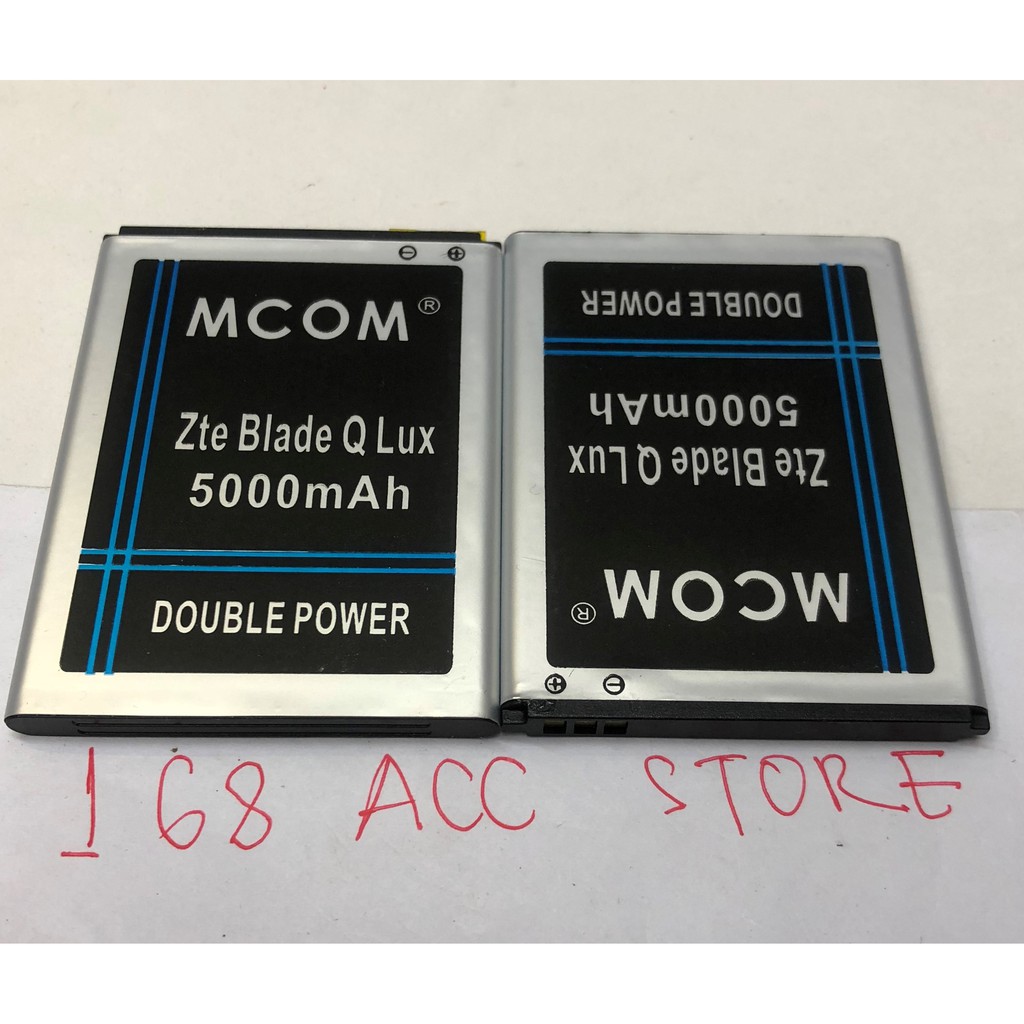 MCOM®
Zte Blade Q Lux
5000mAh
DOUBLE POWER
MCOM®
Zte Blade Q Lux
5000mAh
DOUBLE POWER
168 ACC STORE